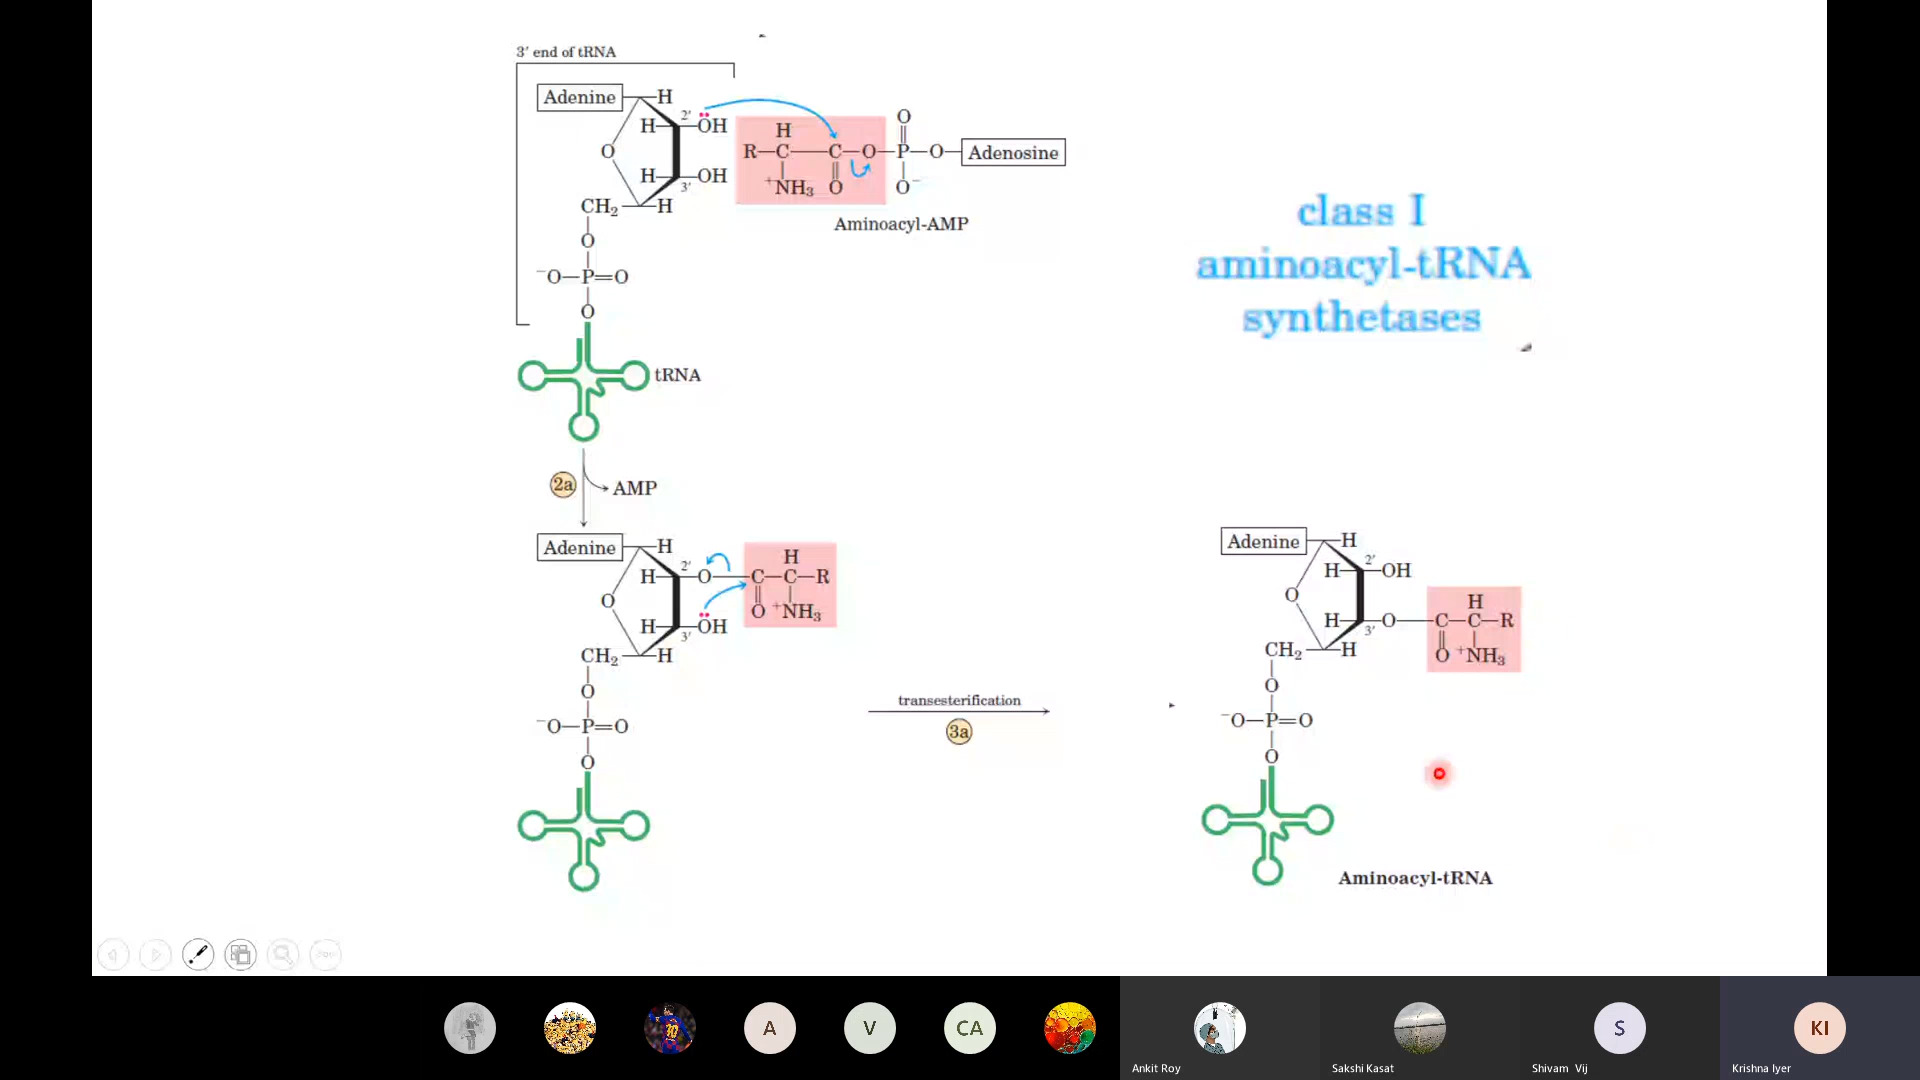 3′ end of tRNA
Adenine
H
2′
H
OH
O
H
OH
3′
CH₂
H
O
⁻O—P=O
O
tRNA
H
R—C—C—O—P—O—Adenosine
O
⁺NH₃ O
O⁻
Aminoacyl-AMP
class I
aminoacyl-tRNA
synthetases
2a
AMP
Adenine
H
2′
H
O
C—C—R
H
O ⁺NH₃
O
H
OH
3′
CH₂
H
O
⁻O—P=O
O
transesterification
3a
Adenine
H
2′
H
OH
O
H
O
3′
C—C—R
H
O ⁺NH₃
CH₂
H
O
⁻O—P=O
O
Aminoacyl-tRNA
A
V
CA
S
KI
Ankit Roy
Sakshi Kasat
Shivam Vij
Krishna Iyer